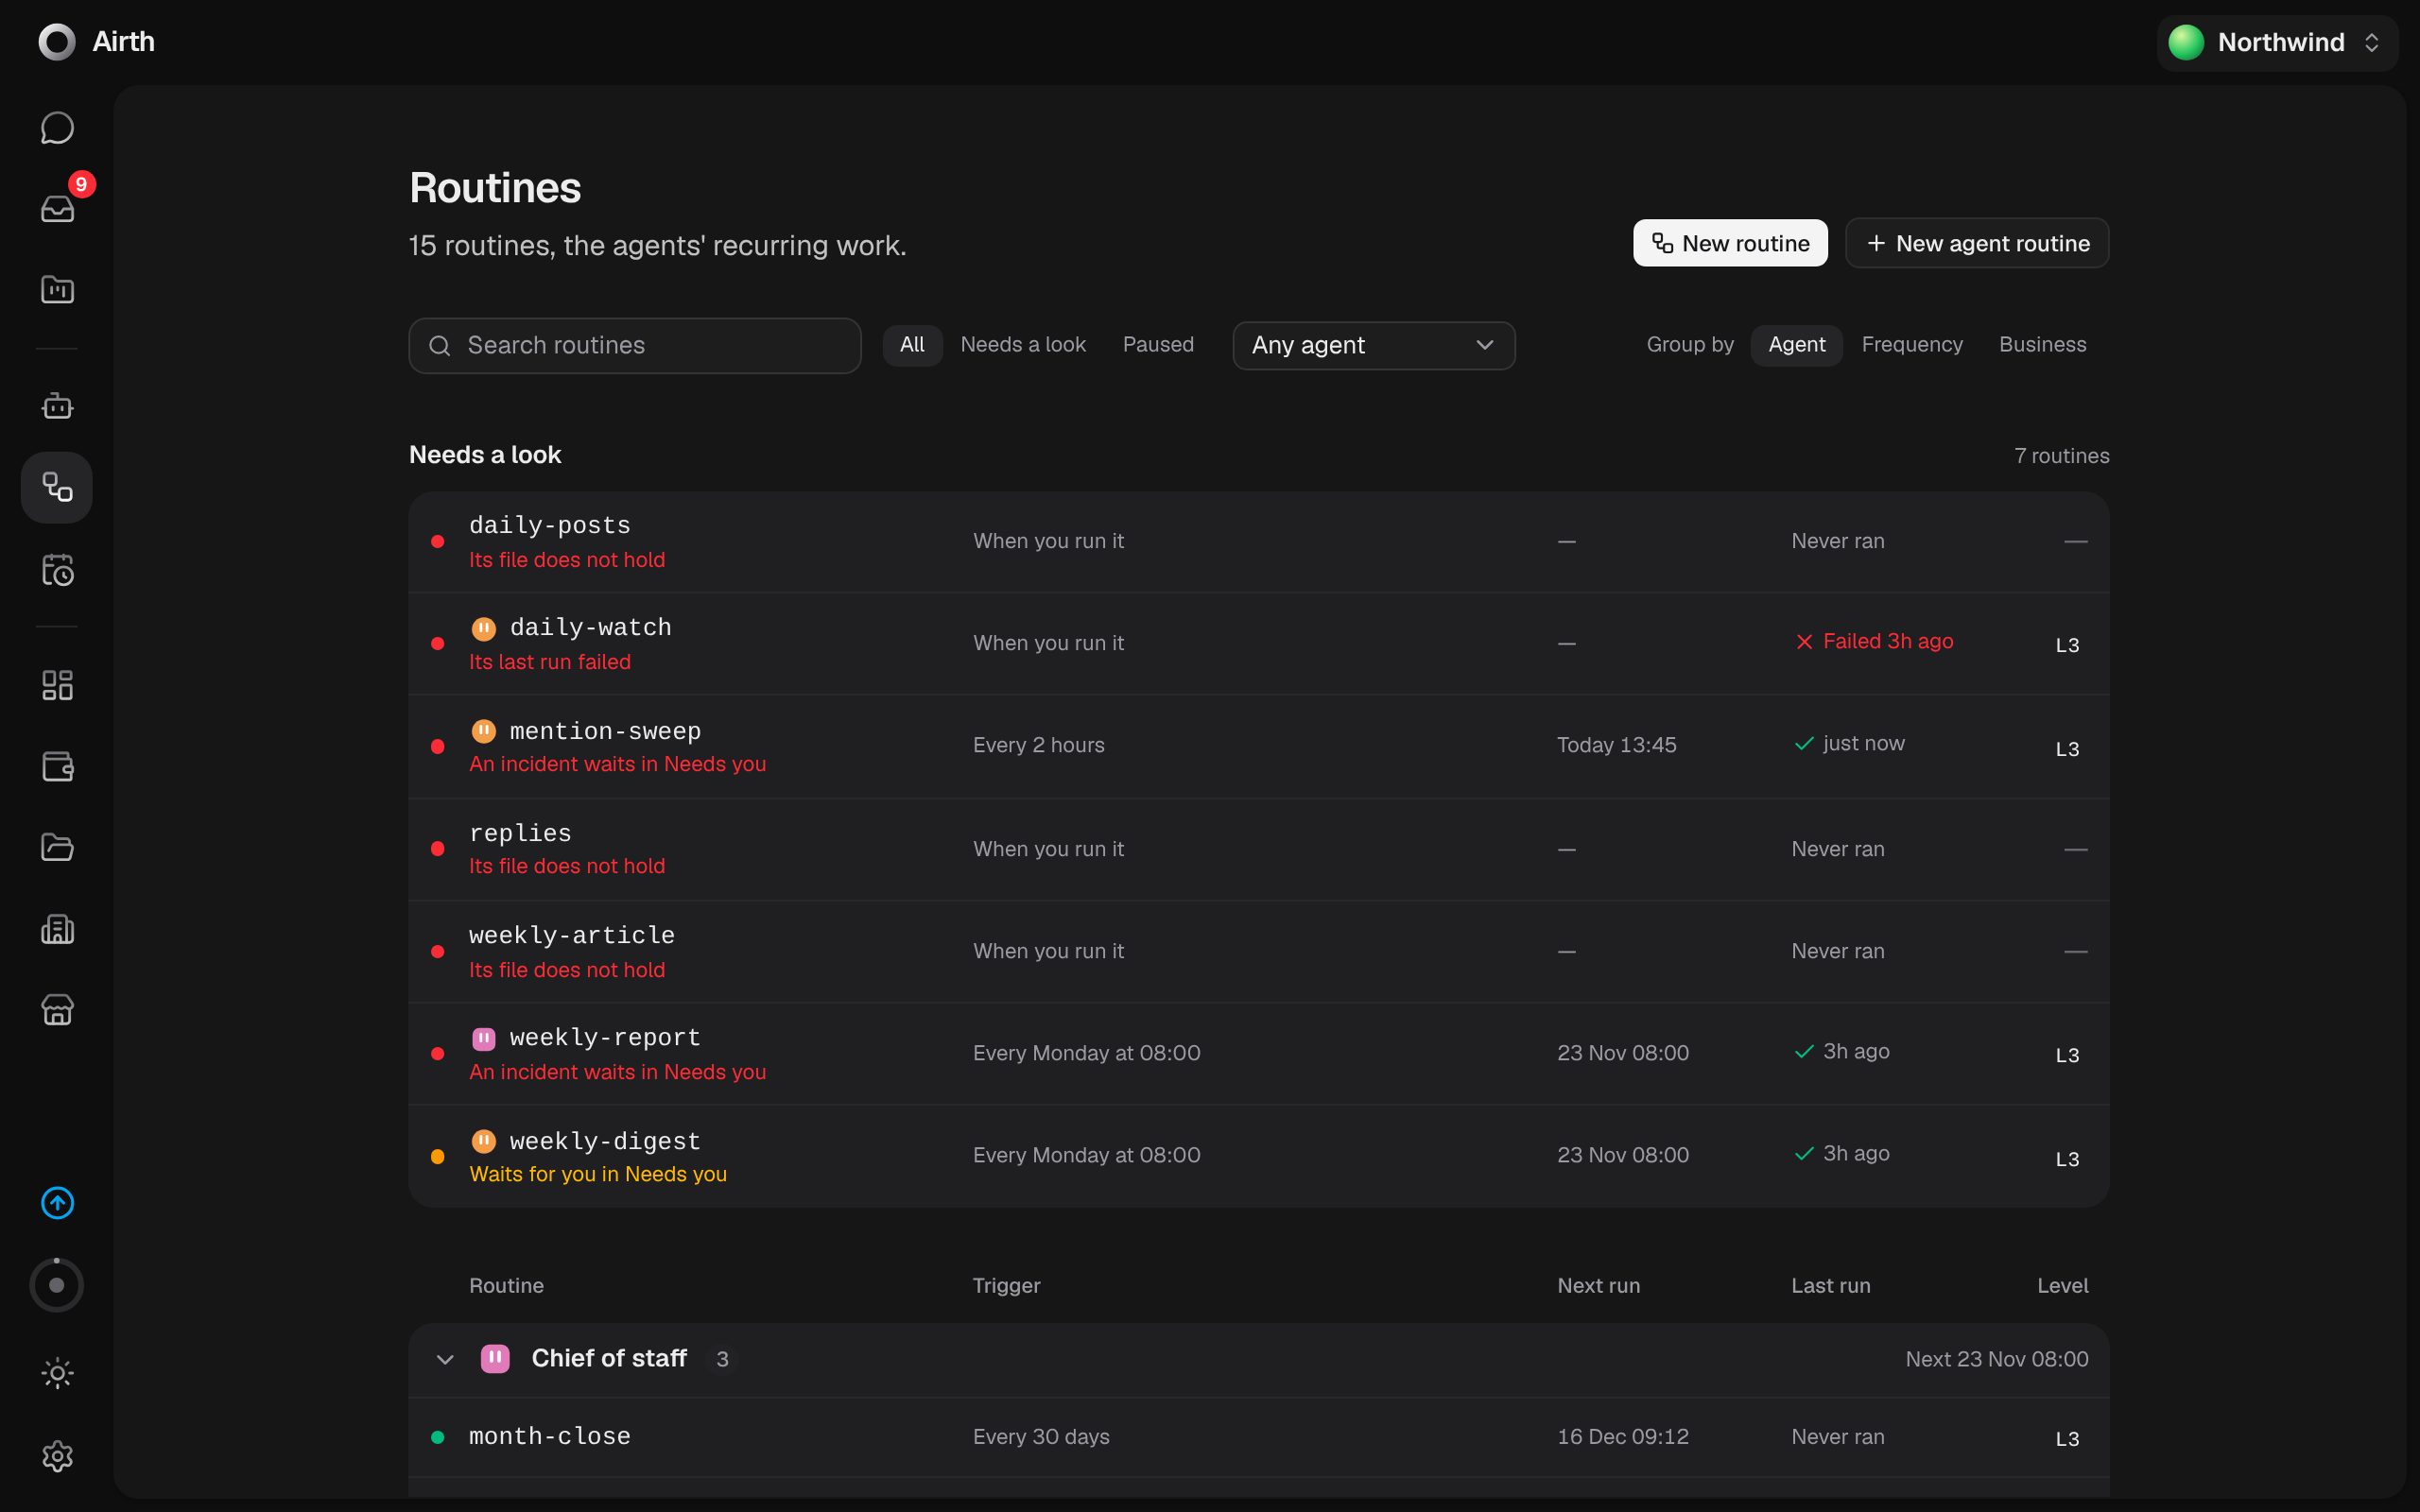 Airth
Northwind
9
Routines
15 routines, the agents' recurring work.
New routine
New agent routine
Search routines
All
Needs a look
Paused
Any agent
Group by
Agent
Frequency
Business
Needs a look
7 routines
daily-posts
Its file does not hold
When you run it
—
Never ran
—
daily-watch
Its last run failed
When you run it
—
Failed 3h ago
L3
mention-sweep
An incident waits in Needs you
Every 2 hours
Today 13:45
just now
L3
replies
Its file does not hold
When you run it
—
Never ran
—
weekly-article
Its file does not hold
When you run it
—
Never ran
—
weekly-report
An incident waits in Needs you
Every Monday at 08:00
23 Nov 08:00
3h ago
L3
weekly-digest
Waits for you in Needs you
Every Monday at 08:00
23 Nov 08:00
3h ago
L3
Routine
Trigger
Next run
Last run
Level
Chief of staff
3
Next 23 Nov 08:00
month-close
Every 30 days
16 Dec 09:12
Never ran
L3